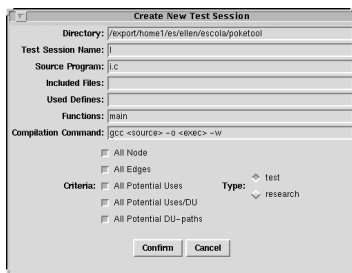 Create New Test Session
Directory: /export/home1/es/ellen/escola/poketool
Test Session Name: I
Source Program: i.c
Included Files:
Used Defines:
Functions: main
Compilation Command: gcc <source> -o <exec> -w
All Node
All Edges
Criteria: All Potential Uses
All Potential Uses/DU
All Potential DU-paths
Type: test
research
Confirm Cancel